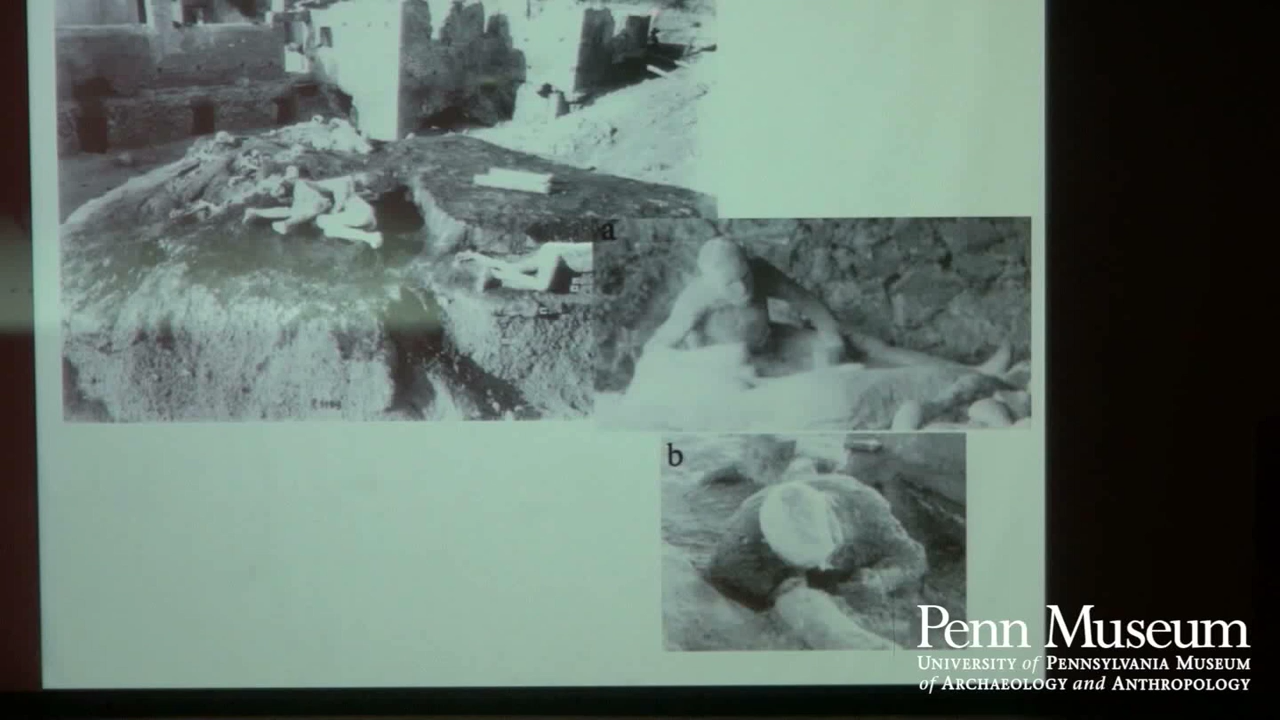 a
b
Penn Museum
UNIVERSITY of PENNSYLVANIA MUSEUM
of ARCHAEOLOGY and ANTHROPOLOGY